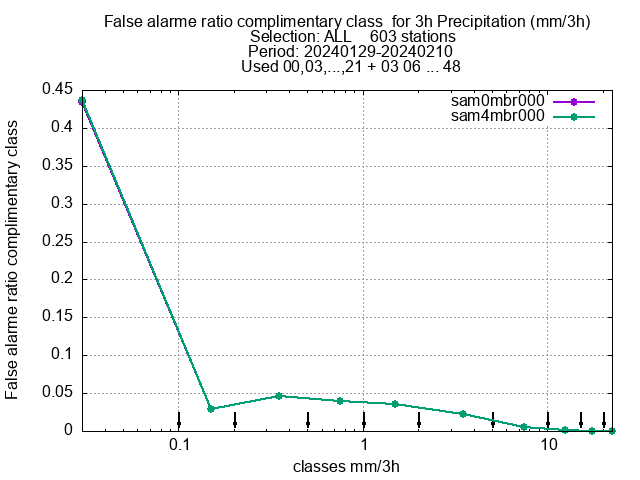 False alarme ratio complimentary class  for 3h Precipitation (mm/3h)
Selection: ALL    603 stations
Period: 20240129-20240210
Used 00,03,...,21 + 03 06 ... 48
sam0mbr000
sam4mbr000
False alarme ratio complimentary class
0.45
0.4
0.35
0.3
0.25
0.2
0.15
0.1
0.05
0
0.1 1 10
classes mm/3h